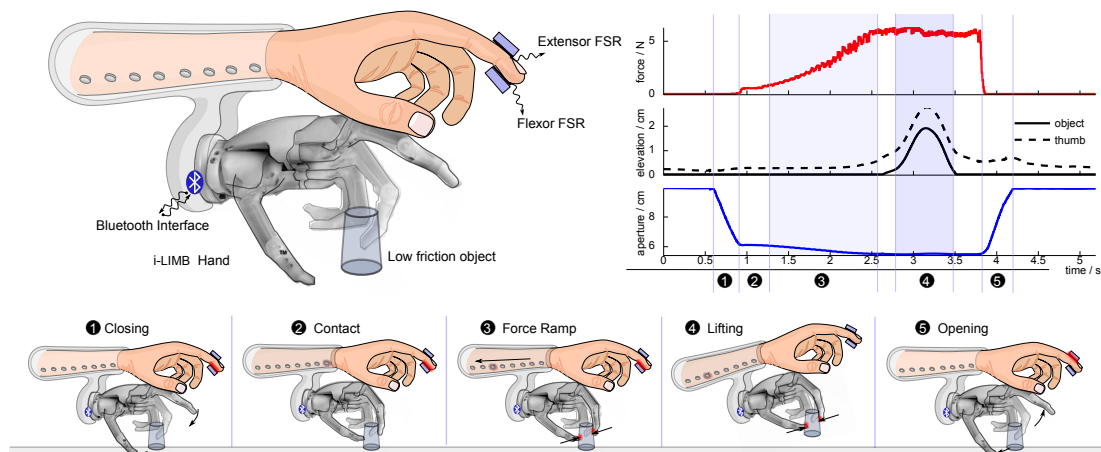 Extensor FSR
Flexor FSR
Bluetooth Interface
i-LIMB Hand
TM
Low friction object
force / N
5
0
elevation / cm
2
1
0
object
thumb
aperture / cm
8
6
0 0.5 1 1.5 2 2.5 3 3.5 4 4.5 5
time / s
1 2 3 4 5
1 Closing
2 Contact
3 Force Ramp
4 Lifting
5 Opening